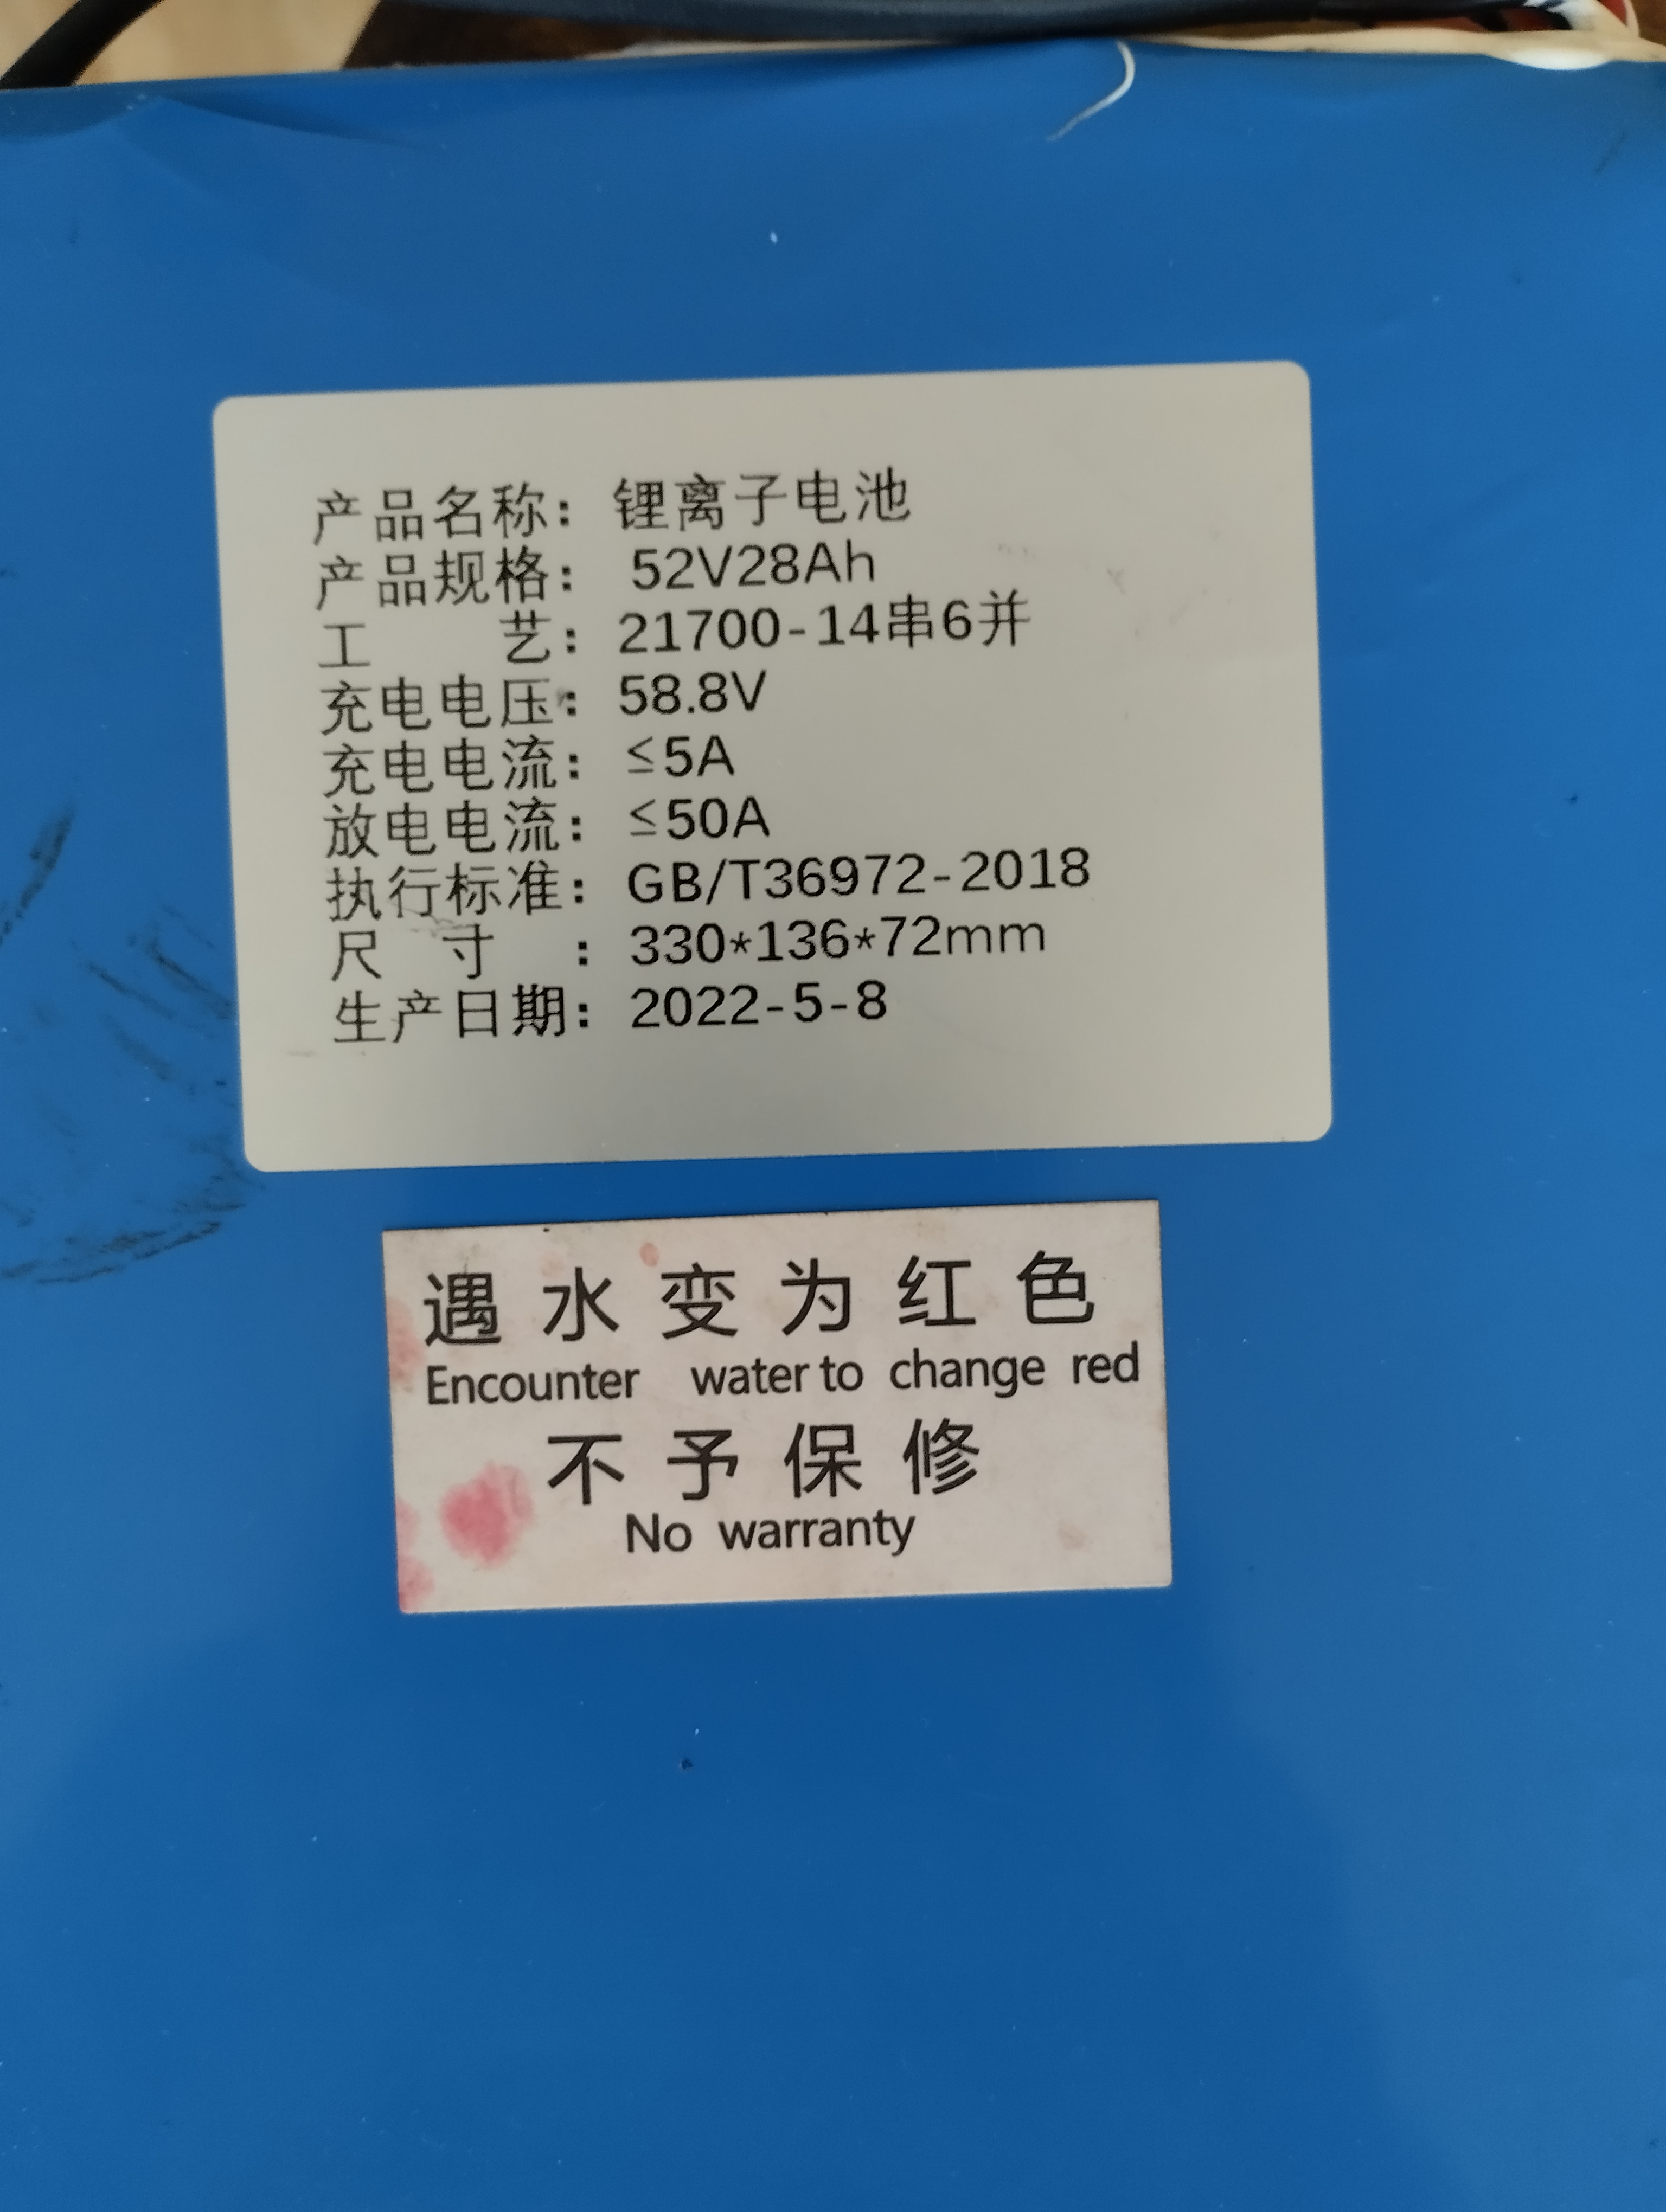 产品名称：锂离子电池
产品规格：52V28Ah
工 艺：21700-14串6并
充电电压：58.8V
充电电流：≤5A
放电电流：≤50A
执行标准：GB/T36972-2018
尺 寸 ：330*136*72mm
生产日期：2022-5-8
遇水变为红色
Encounter water to change red
不予保修
No warranty